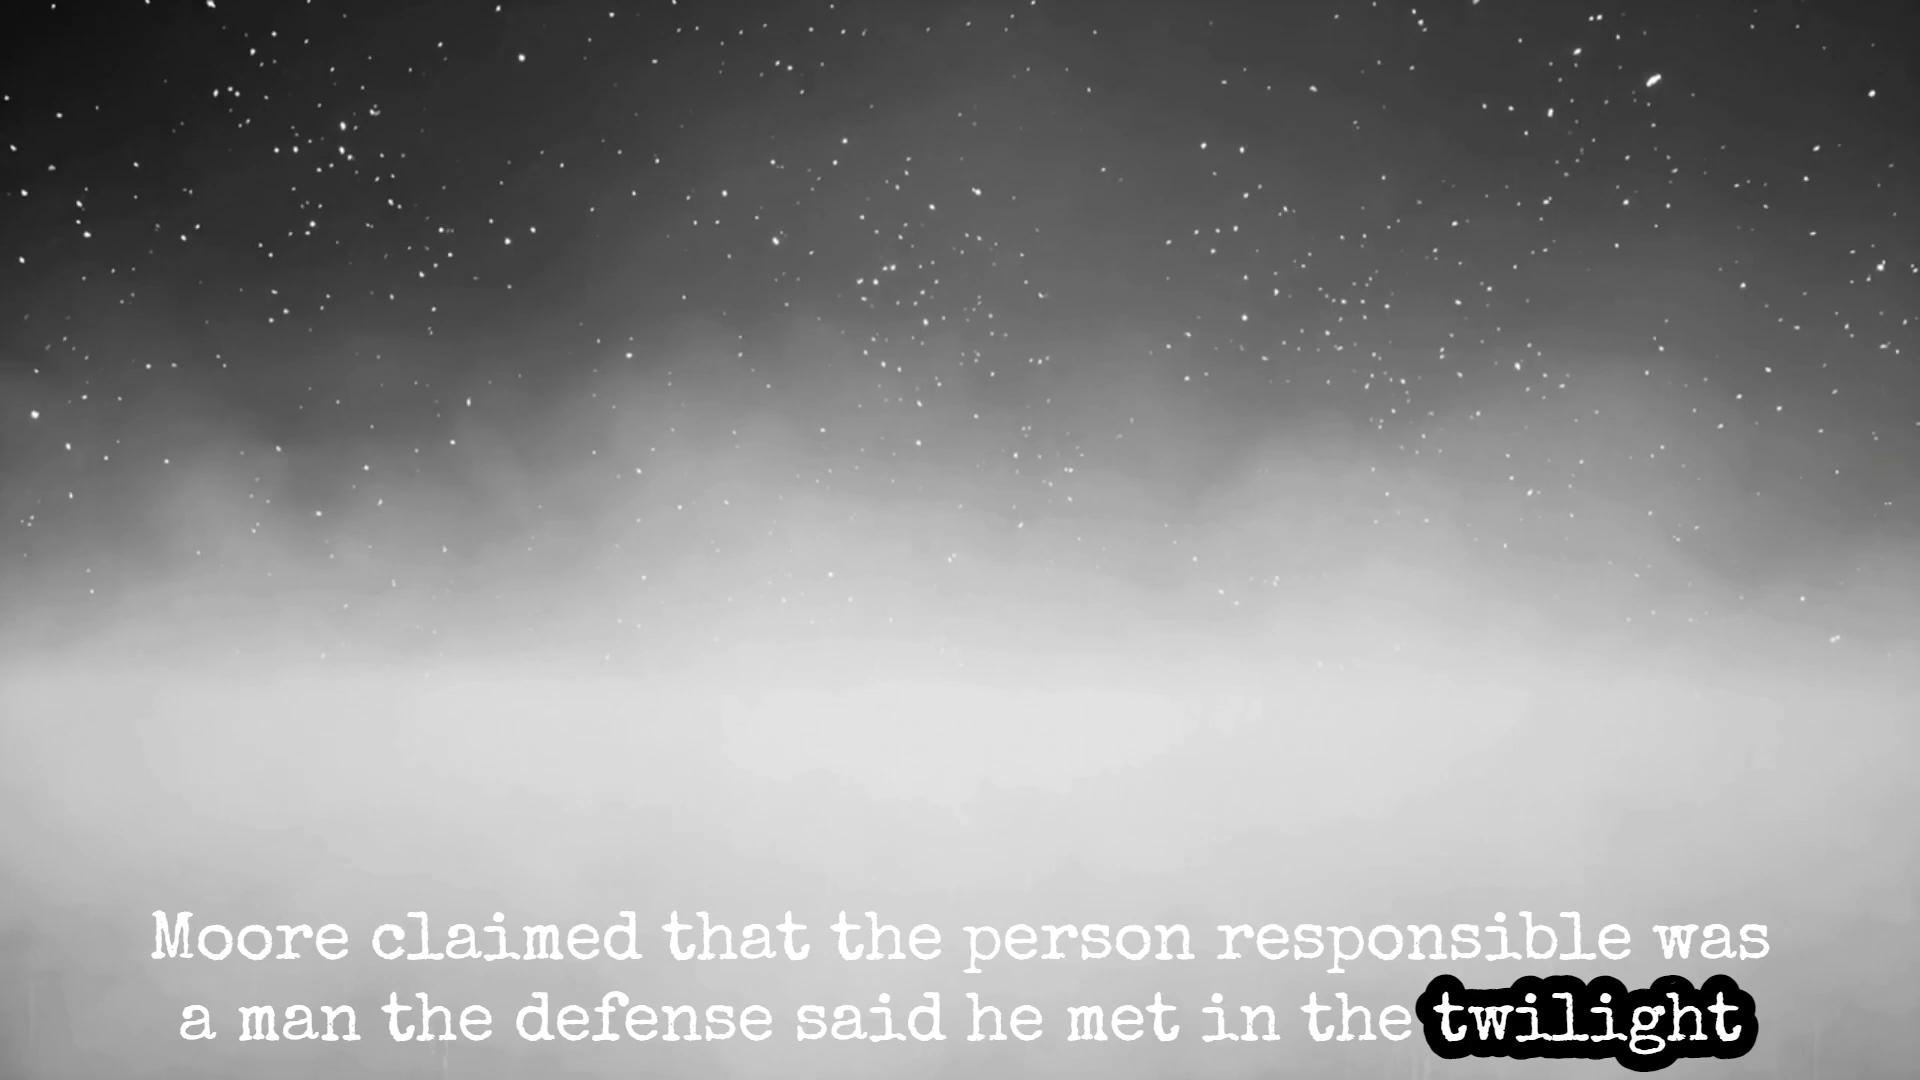 Moore claimed that the person responsible was
a man the defense said he met in the twilight